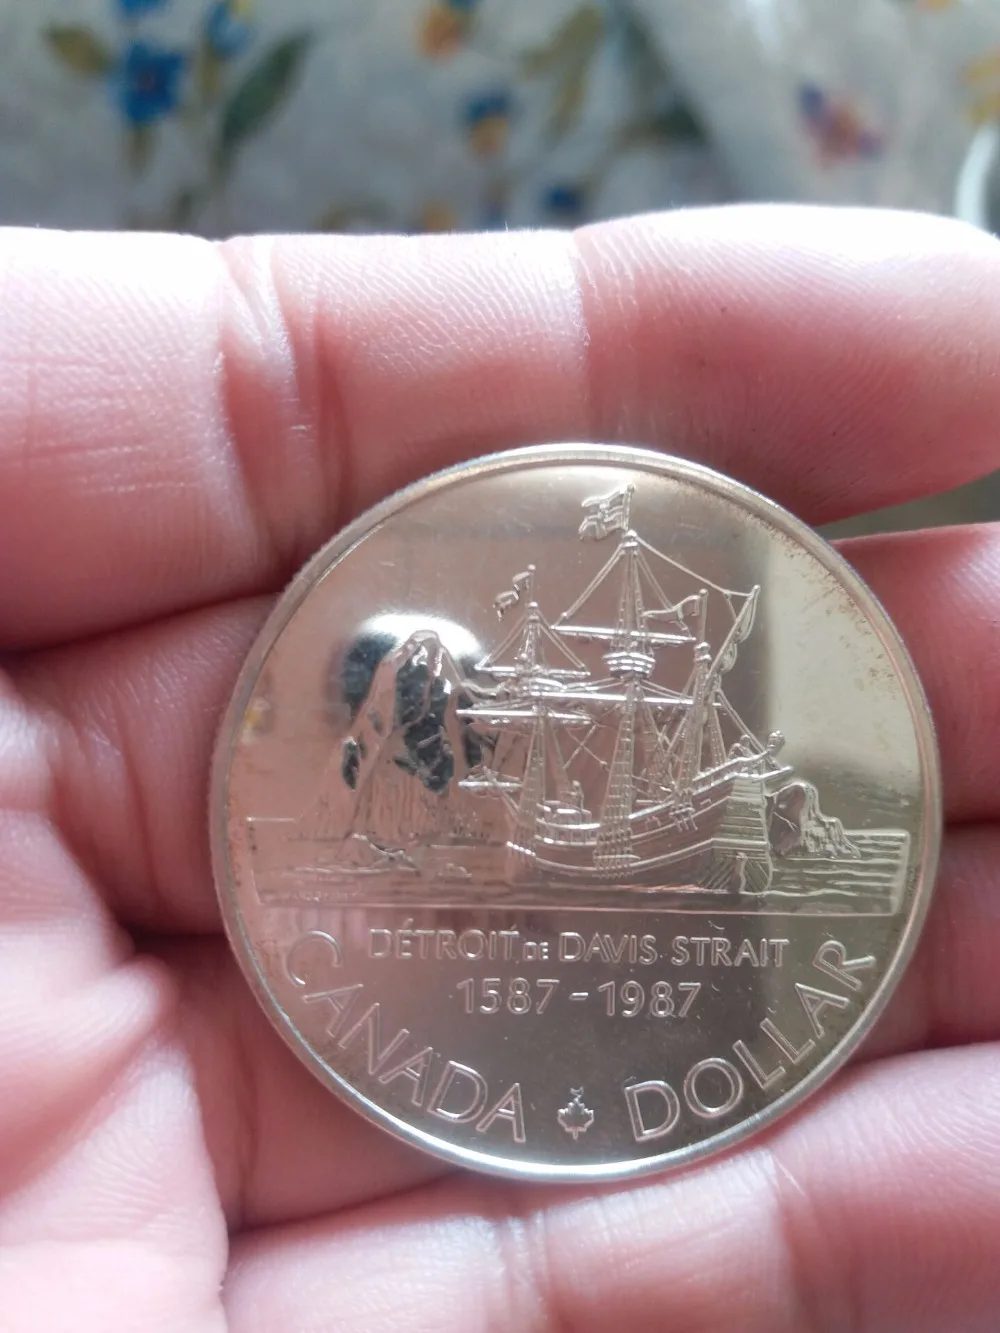 DÉTROIT DE DAVIS STRAIT
1587-1987
CANADA DOLLAR